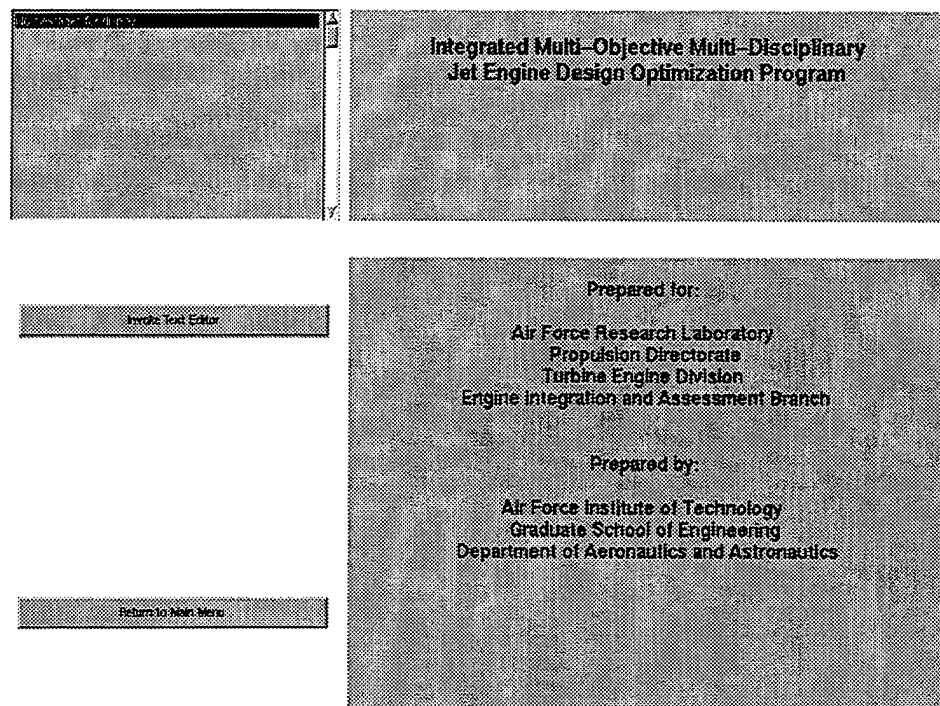 Integrated Multi–Objective Multi–Disciplinary
Jet Engine Design Optimization Program
Invoke Text Editor
Prepared for:
Air Force Research Laboratory
Propulsion Directorate
Turbine Engine Division
Engine Integration and Assessment Branch
Prepared by:
Air Force Institute of Technology
Graduate School of Engineering
Department of Aeronautics and Astronautics
Return to Main Menu